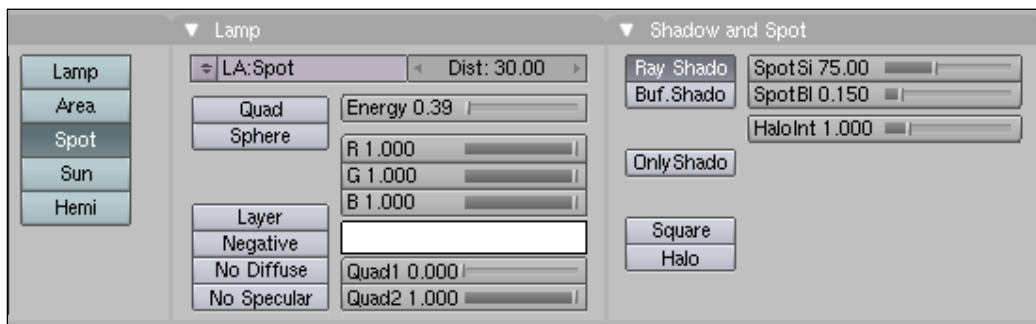 Lamp
Area
Spot
Sun
Hemi
Lamp
LA:Spot
Dist: 30.00
Quad
Sphere
Energy 0.39
R 1.000
G 1.000
B 1.000
Layer
Negative
No Diffuse
No Specular
Quad1 0.000
Quad2 1.000
Shadow and Spot
Ray Shado
Buf.Shado
SpotSi 75.00
SpotBl 0.150
HaloInt 1.000
OnlyShado
Square
Halo